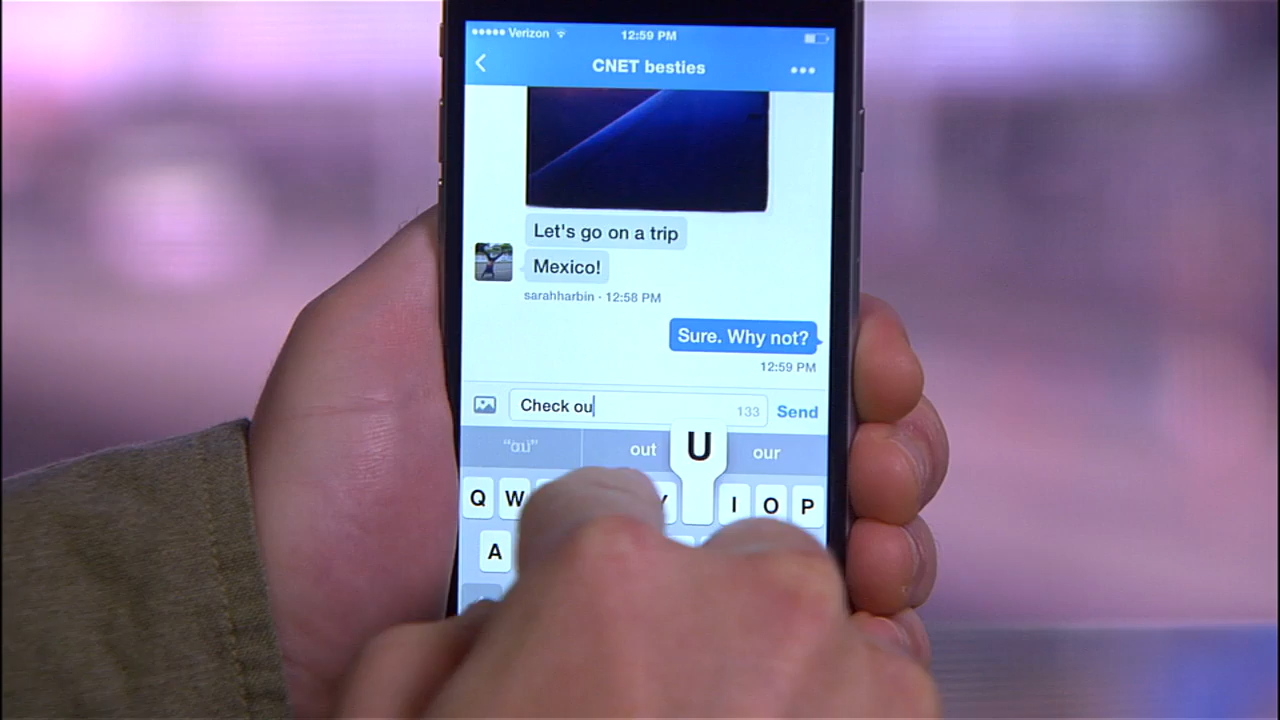 Verizon 12:59 PM
CNET besties
Let's go on a trip
Mexico!
sarahharbin · 12:58 PM
Sure. Why not?
12:59 PM
Check ou 133 Send
"ou" out U our
Q W Y I O P
A